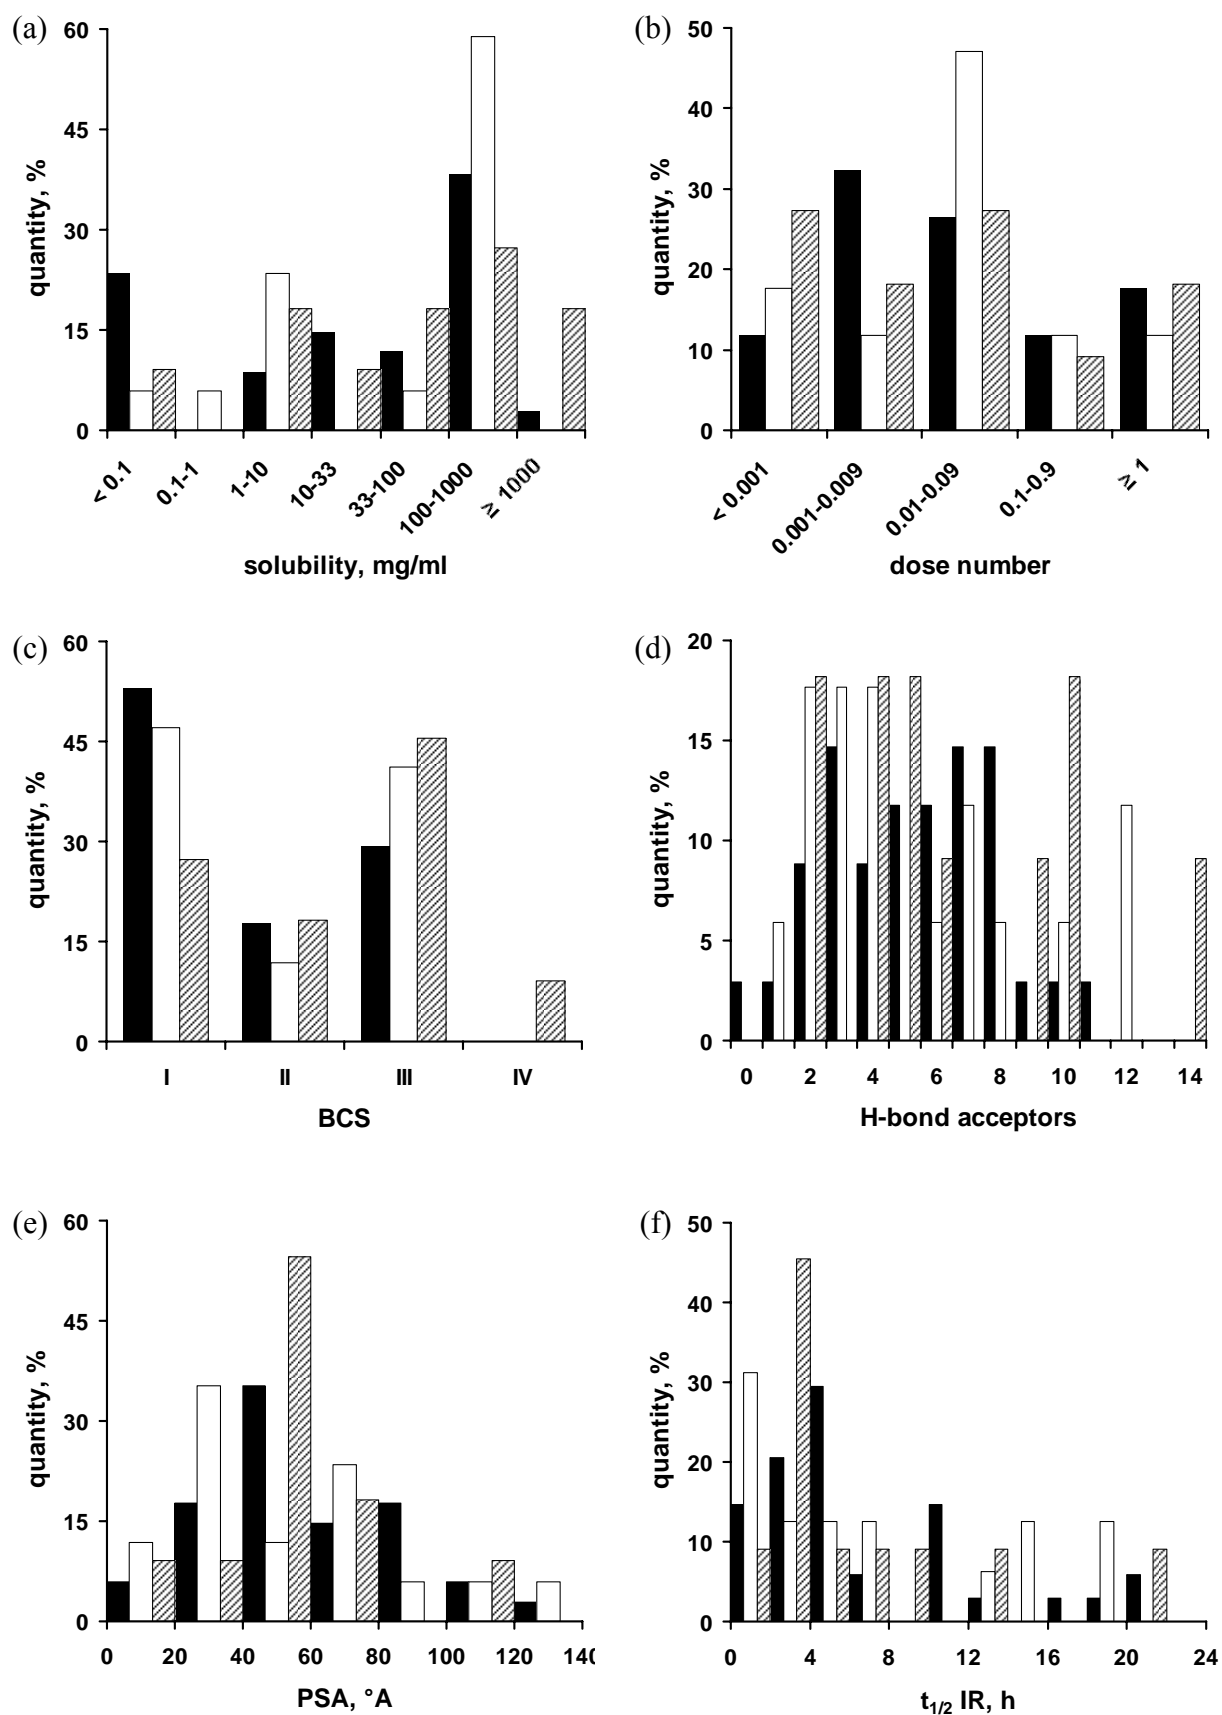 (a)
60
45
30
15
0
quantity, %
< 0.1
0.1-1
1-10
10-33
33-100
100-1000
≥ 1000
solubility, mg/ml
(b)
50
40
30
20
10
0
quantity, %
< 0.001
0.001-0.009
0.01-0.09
0.1-0.9
≥ 1
dose number
(c)
60
45
30
15
0
quantity, %
I II III IV
BCS
(d)
20
15
10
5
0
quantity, %
0 2 4 6 8 10 12 14
H-bond acceptors
(e)
60
45
30
15
0
quantity, %
0 20 40 60 80 100 120 140
PSA, °A
(f)
50
40
30
20
10
0
quantity, %
0 4 8 12 16 20 24
t1/2 IR, h